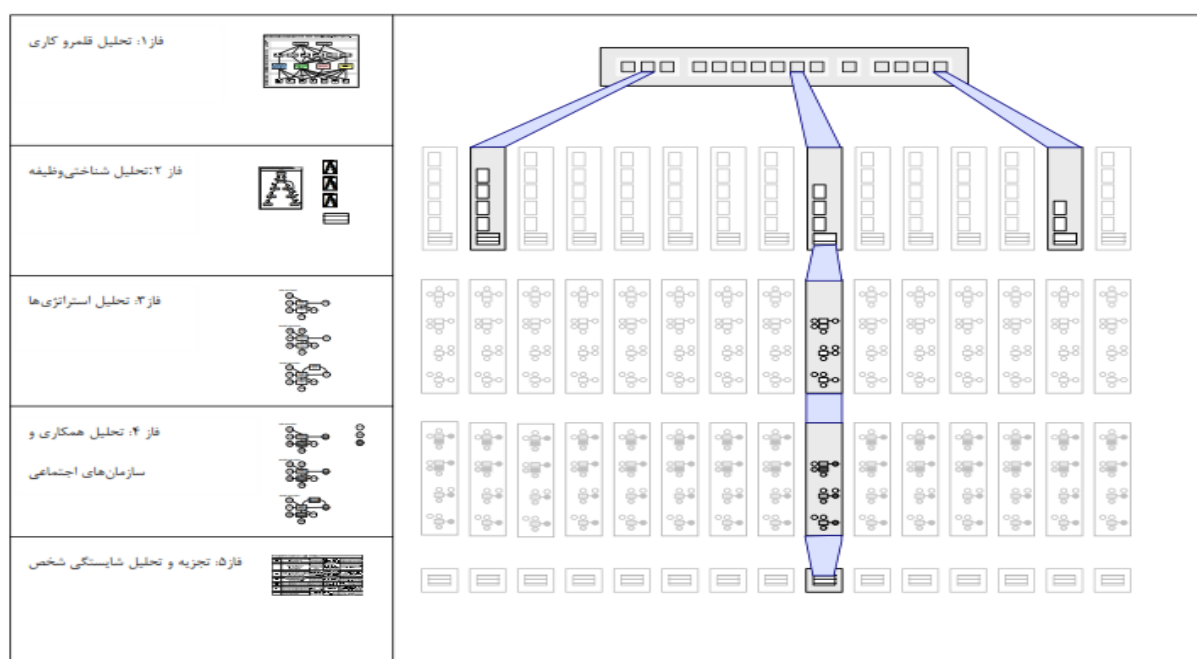 فاز۱: تحلیل قلمرو کاری
فاز ۲:تحلیل شناختی‌وظیفه
فاز۳: تحلیل استراتژی‌ها
فاز ۴: تحلیل همکاری و
سازمان‌های اجتماعی
فاز۵: تجزیه و تحلیل شایستگی شخص